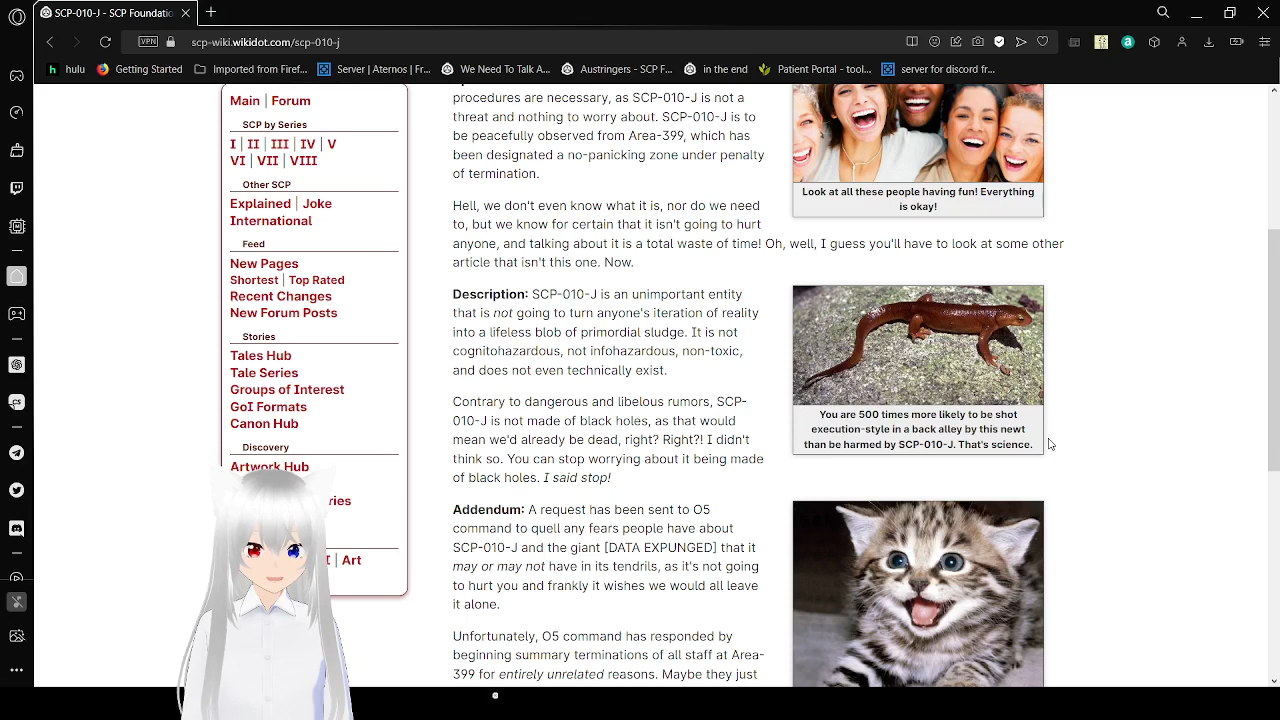 SCP-010-J - SCP Foundatio
VPN
scp-wiki.wikidot.com/scp-010-j
hulu
Getting Started
Imported from Firef...
Server | Aternos | Fr...
We Need To Talk A...
Austringers - SCP F...
in the end
Patient Portal - tool...
server for discord fr...
Main | Forum
SCP by Series
I | II | III | IV | V
VI | VII | VIII
Other SCP
Explained | Joke
International
Feed
New Pages
Shortest | Top Rated
Recent Changes
New Forum Posts
Stories
Tales Hub
Tale Series
Groups of Interest
GoI Formats
Canon Hub
Discovery
Artwork Hub
ries
| Art
procedures are necessary, as SCP-010-J is not a
threat and nothing to worry about. SCP-010-J is to
be peacefully observed from Area-399, which has
been designated a no-panicking zone under penalty
of termination.
Hell, we don't even know what it is, nor do we need
to, but we know for certain that it isn't going to hurt
anyone, and talking about it is a total waste of time! Oh, well, I guess you'll have to look at some other
article that isn't this one. Now.
Description: SCP-010-J is an unimportant entity
that is not going to turn anyone's iteration of reality
into a lifeless blob of primordial sludge. It is not
cognitohazardous, not infohazardous, non-toxic,
and does not even technically exist.
Contrary to dangerous and libelous rumors, SCP-
010-J is not made of black holes, as that would
mean we'd already be dead, right? Right?! I didn't
think so. You can stop worrying about it being made
of black holes. I said stop!
Addendum: A request has been sent to O5
command to quell any fears people have about
SCP-010-J and the giant [DATA EXPUNGED] that it
may or may not have in its tendrils, as it's not going
to hurt you and frankly it wishes we would all leave
it alone.
Unfortunately, O5 command has responded by
beginning summary terminations of all staff at Area-
399 for entirely unrelated reasons. Maybe they just
Look at all these people having fun! Everything
is okay!
You are 500 times more likely to be shot
execution-style in a back alley by this newt
than be harmed by SCP-010-J. That's science.